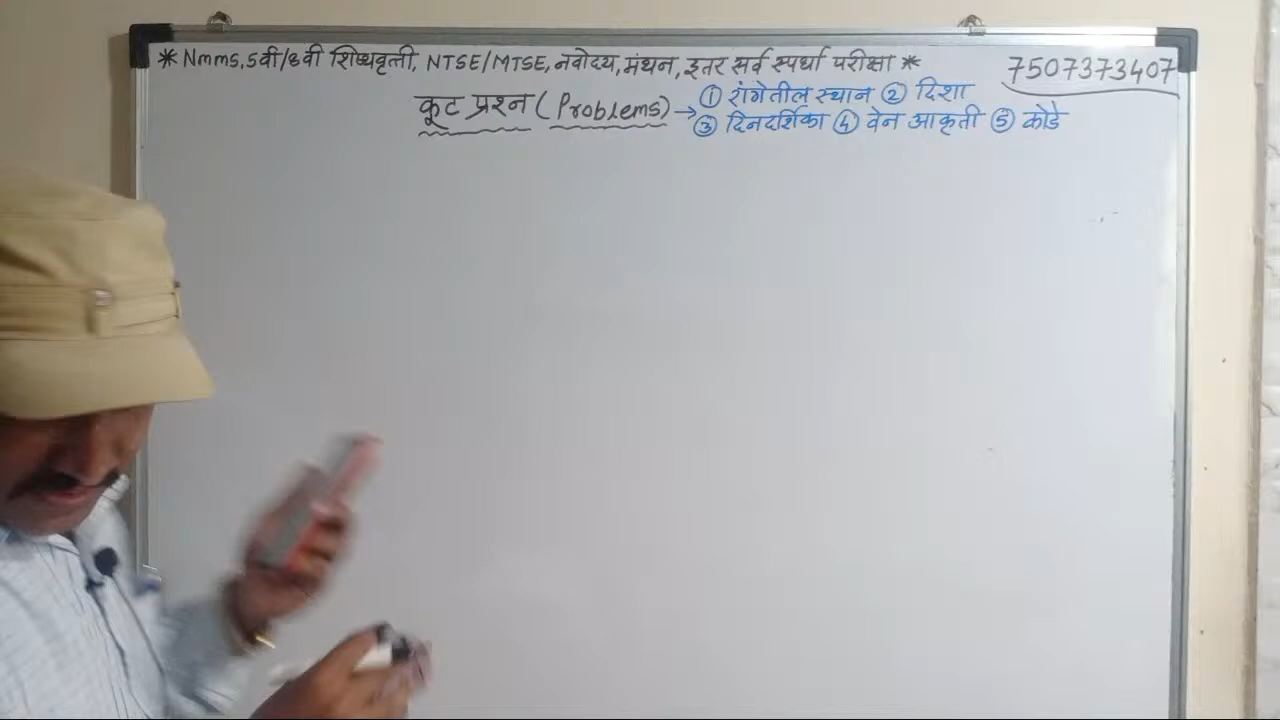 * Nmms, 5वी/8वी शिष्यवृत्ती, NTSE/MTSE, नवोदय, मंथन, इतर सर्व स्पर्धा परीक्षा *
7507373407
कूट प्रश्न (Problems) → ① रांगेतील स्थान ② दिशा
③ दिनदर्शिका ④ वेन आकृती ⑤ कोडे